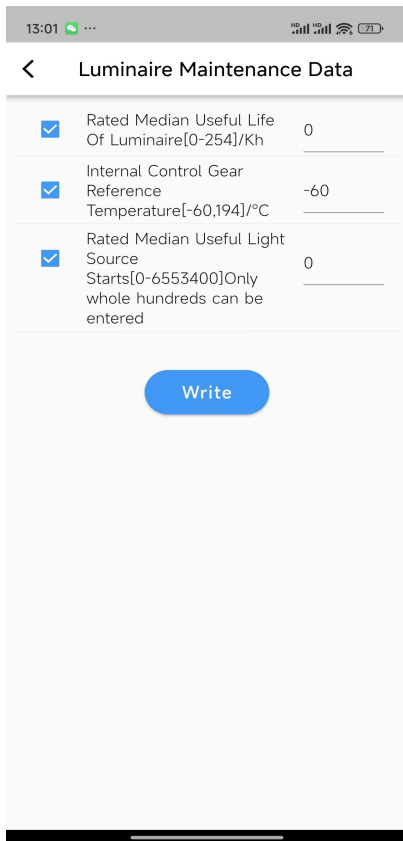 13:01 ...
HD HD 71
Luminaire Maintenance Data
Rated Median Useful Life
Of Luminaire[0-254]/Kh
0
Internal Control Gear
Reference
Temperature[-60,194]/°C
-60
Rated Median Useful Light
Source
Starts[0-6553400]Only
whole hundreds can be
entered
0
Write